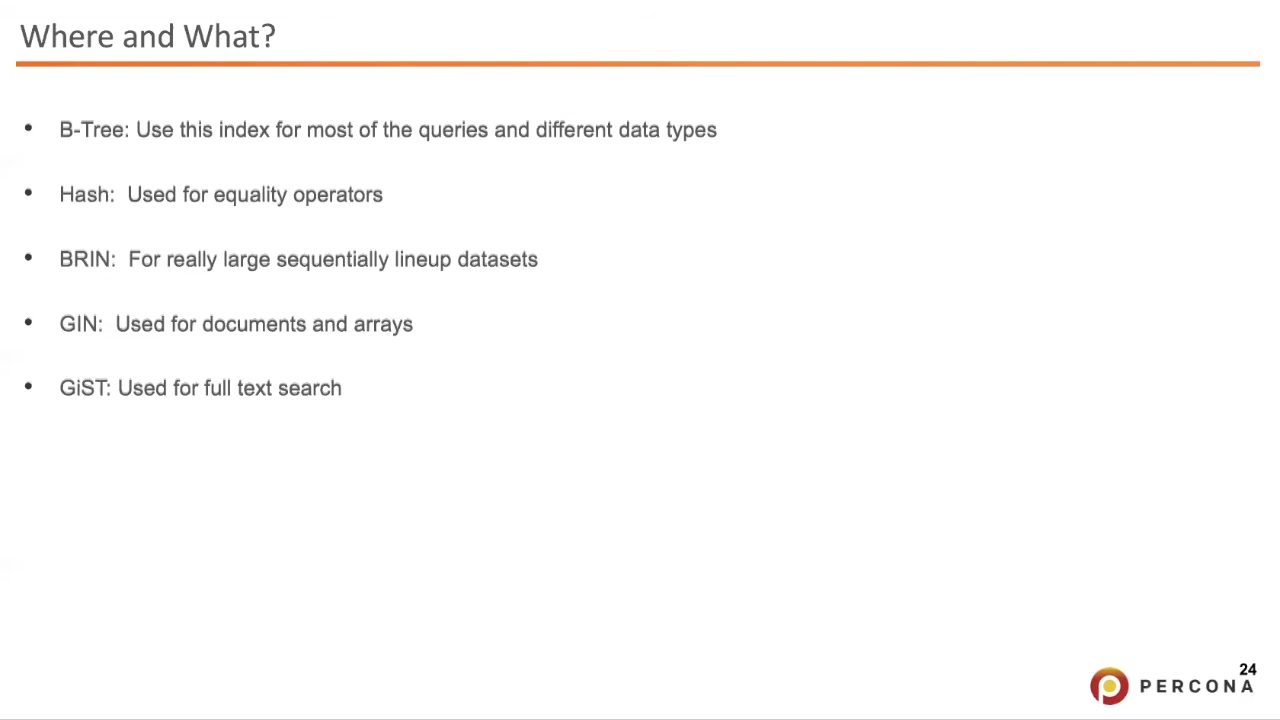 Where and What?
• B-Tree: Use this index for most of the queries and different data types
• Hash:  Used for equality operators
• BRIN:  For really large sequentially lineup datasets
• GIN:  Used for documents and arrays
• GiST: Used for full text search
24
PERCONA